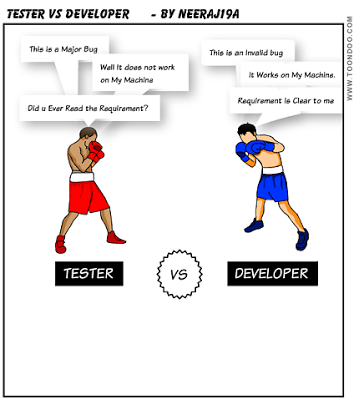 TESTER VS DEVELOPER - BY NEERAJ19A
WWW.TOONDOO.COM
This is a Major Bug
Well It does not work
on My Machine
Did u Ever Read the Requirement?
This is an Invalid bug
It Works on My Machine.
Requirement is Clear to me
TESTER
VS
DEVELOPER